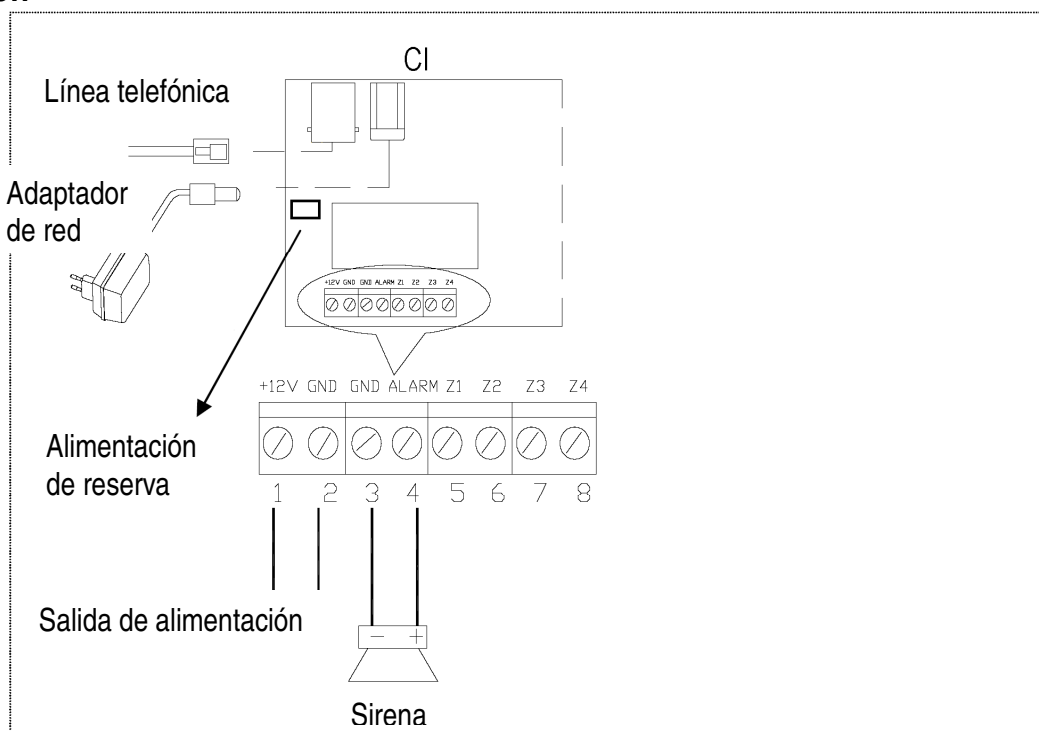 CI
Línea telefónica
Adaptador
de red
+12V GND GND ALARM Z1 Z2 Z3 Z4
+12V GND GND ALARM Z1 Z2 Z3 Z4
Alimentación
de reserva
1 2 3 4 5 6 7 8
Salida de alimentación
- +
Sirena